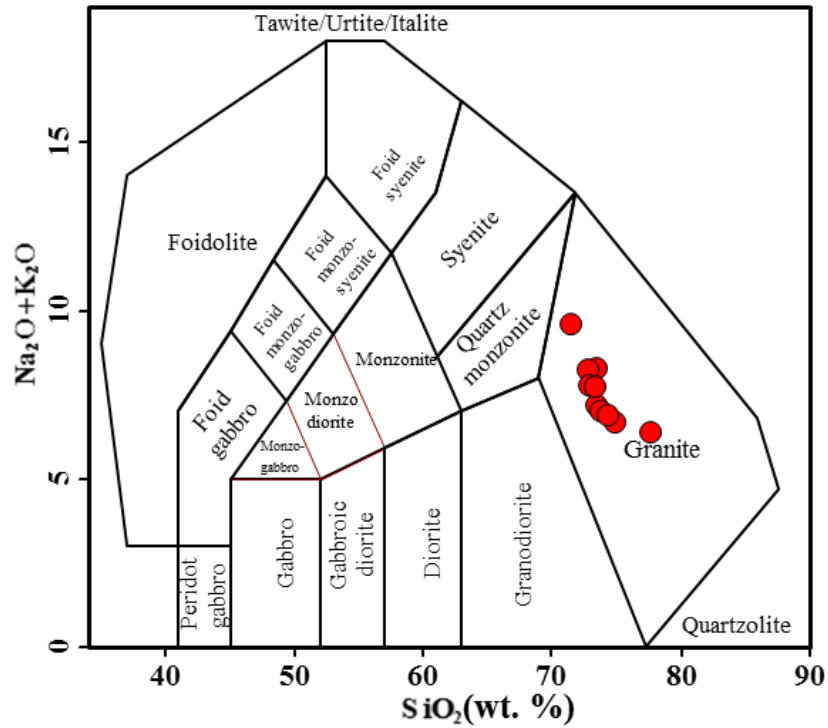 Tawite/Urtite/Italite
Foid
syenite
Foidolite
Foid
monzo-
syenite
Syenite
Foid
monzo-
gabbro
Monzonite
Quartz
monzonite
Foid
gabbro
Monzo
diorite
Monzo-
gabbro
Granite
Peridot
gabbro
Gabbro
Gabbroic
diorite
Diorite
Granodiorite
Quartzolite
Na₂O+K₂O
15
10
5
0
40
50
60
70
80
90
SiO₂(wt. %)